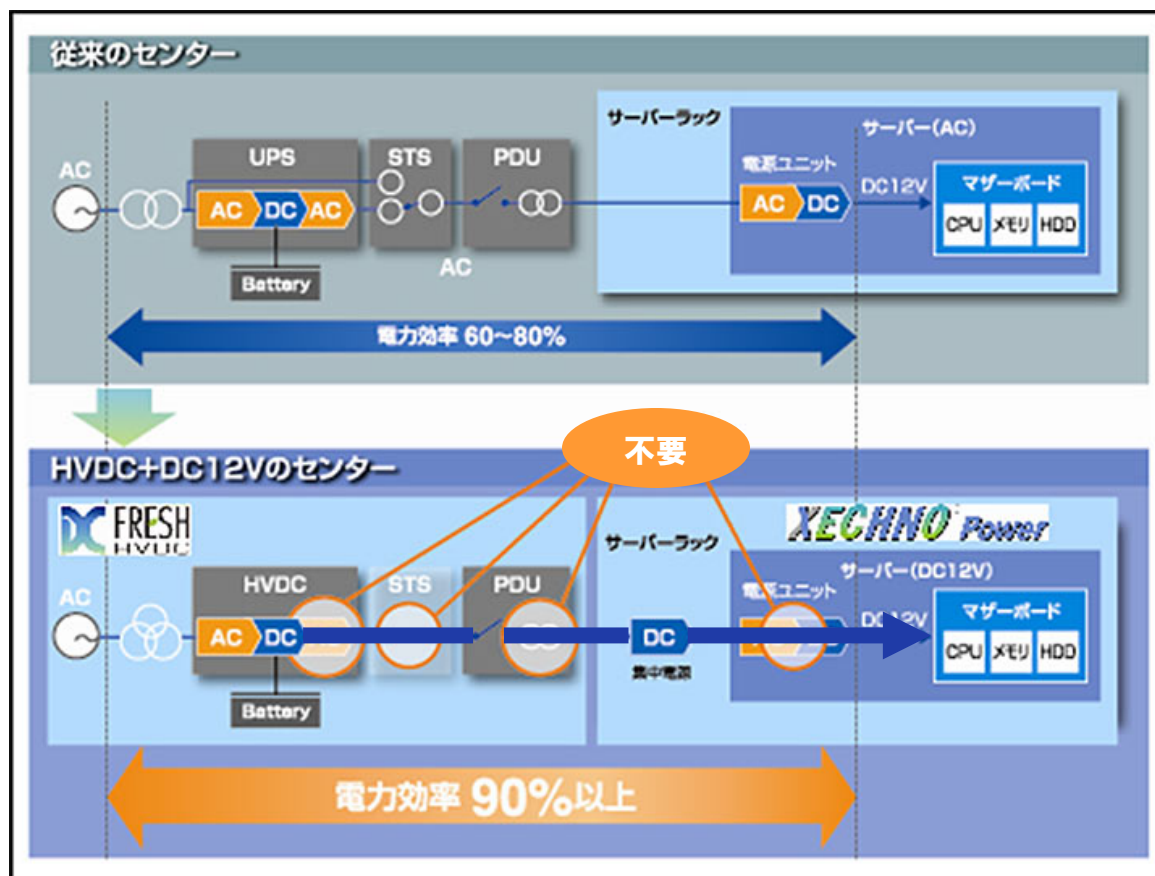 従来のセンター
サーバーラック
サーバー(AC)
AC
UPS
STS
PDU
電源ユニット
DC12V
マザーボード
AC DC AC
AC DC
CPU メモリ HDD
AC
Battery
電力効率 60～80%
不要
HVDC+DC12Vのセンター
DC FRESH
HVDC
XECHNO Power
サーバーラック
サーバー(DC12V)
AC
HVDC
STS
PDU
電源ユニット
DC12V
マザーボード
AC DC
DC
CPU メモリ HDD
集中電源
Battery
電力効率 90%以上